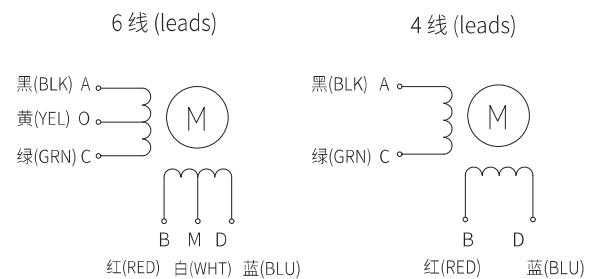 6 线 (leads)
黑(BLK) A
黄(YEL) O
绿(GRN) C
M
B M D
红(RED) 白(WHT) 蓝(BLU)
4 线 (leads)
黑(BLK) A
绿(GRN) C
M
B D
红(RED) 蓝(BLU)